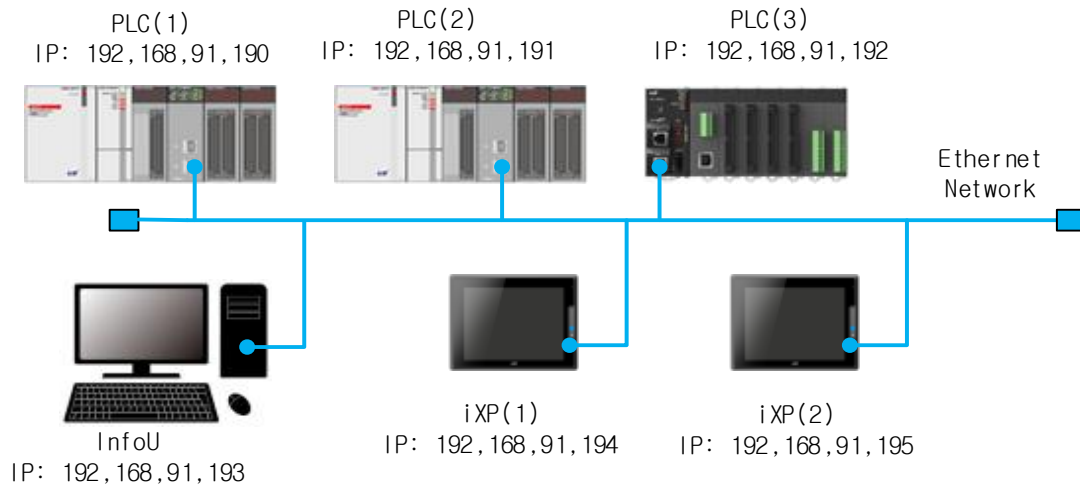 PLC(1)
IP: 192,168,91,190
PLC(2)
IP: 192,168,91,191
PLC(3)
IP: 192,168,91,192
Ethernet
Network
InfoU
IP: 192,168,91,193
iXP(1)
IP: 192,168,91,194
iXP(2)
IP: 192,168,91,195